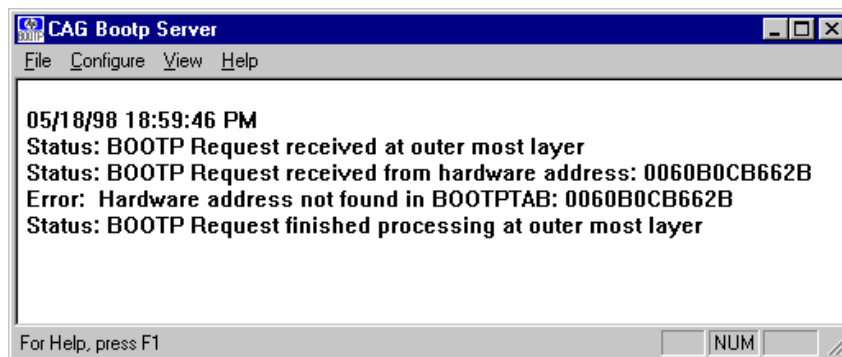 CAG Bootp Server
File Configure View Help
05/18/98 18:59:46 PM
Status: BOOTP Request received at outer most layer
Status: BOOTP Request received from hardware address: 0060B0CB662B
Error:  Hardware address not found in BOOTPTAB: 0060B0CB662B
Status: BOOTP Request finished processing at outer most layer
For Help, press F1
NUM